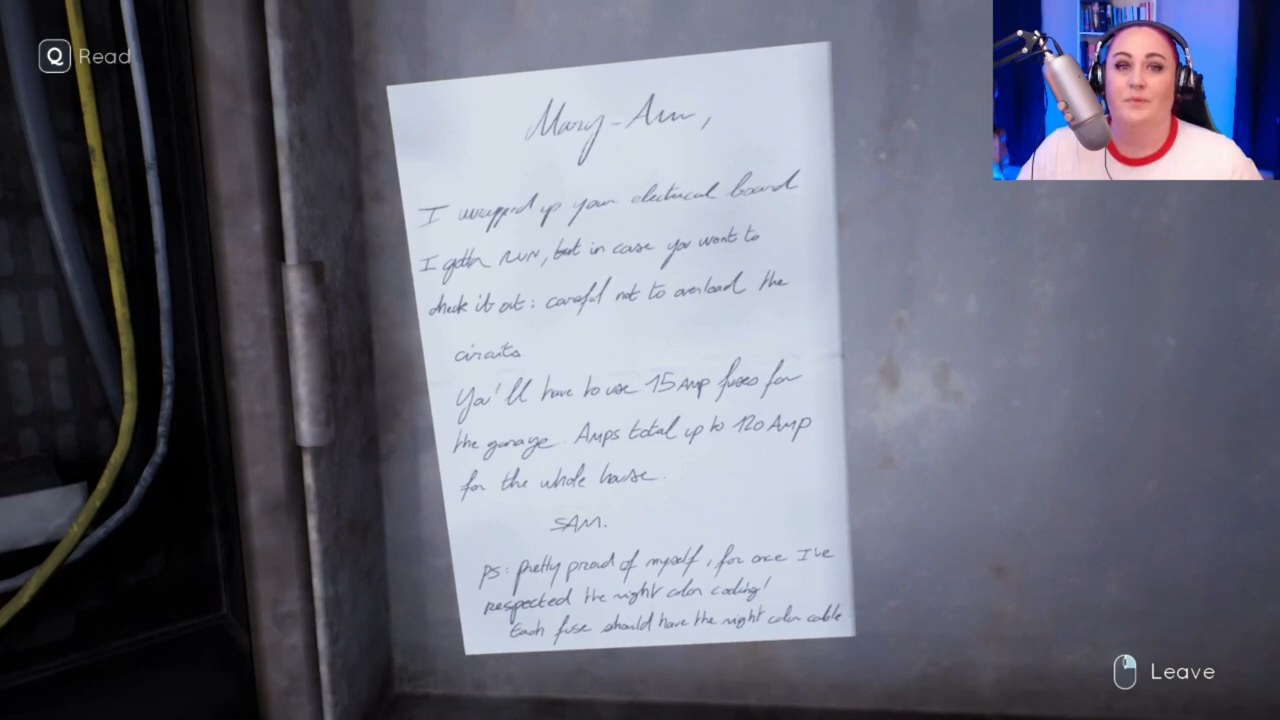 Q Read
Mary-Ann,
I wrapped up your electrical board
I gotta RUN, but in case you want to
check it out: careful not to overload the
circuits
You'll have to use 15 Amp fuses for
the garage. Amps total up to 120 Amp
for the whole house.
SAM.
PS: pretty proud of myself, for once I've
respected the right color coding!
Each fuse should have the right color cable
Leave